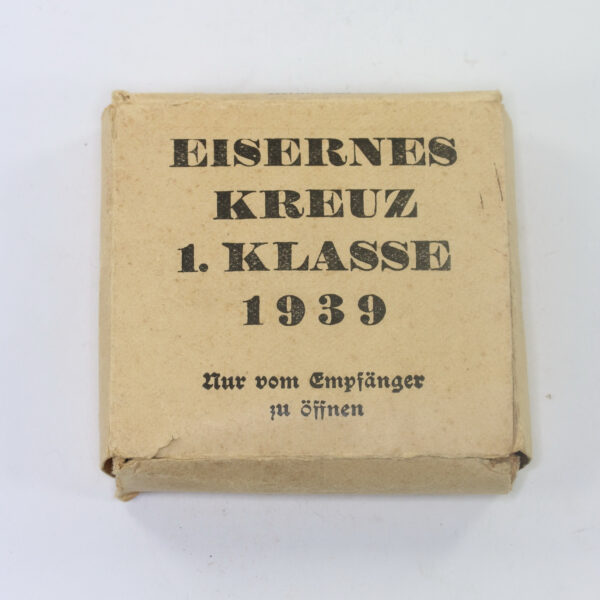 EISERNES
KREUZ
1. KLASSE
1939
Nur vom Empfänger
zu öffnen